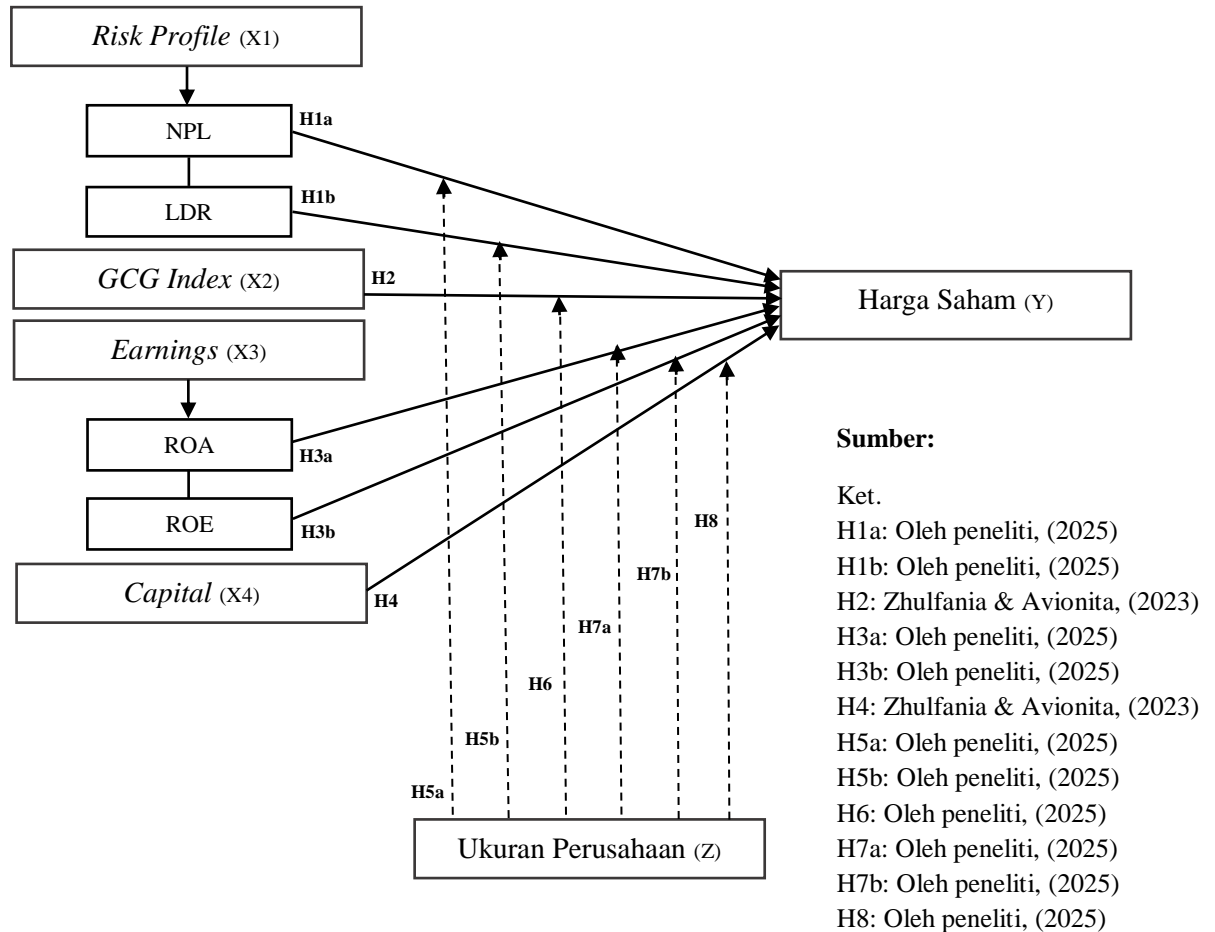 Risk Profile (X1)
NPL
H1a
LDR
H1b
GCG Index (X2)
H2
Earnings (X3)
ROA
H3a
ROE
H3b
Capital (X4)
H4
Harga Saham (Y)
H5a
H5b
H6
H7a
H7b
H8
Ukuran Perusahaan (Z)
Sumber:
Ket.
H1a: Oleh peneliti, (2025)
H1b: Oleh peneliti, (2025)
H2: Zhulfania & Avionita, (2023)
H3a: Oleh peneliti, (2025)
H3b: Oleh peneliti, (2025)
H4: Zhulfania & Avionita, (2023)
H5a: Oleh peneliti, (2025)
H5b: Oleh peneliti, (2025)
H6: Oleh peneliti, (2025)
H7a: Oleh peneliti, (2025)
H7b: Oleh peneliti, (2025)
H8: Oleh peneliti, (2025)